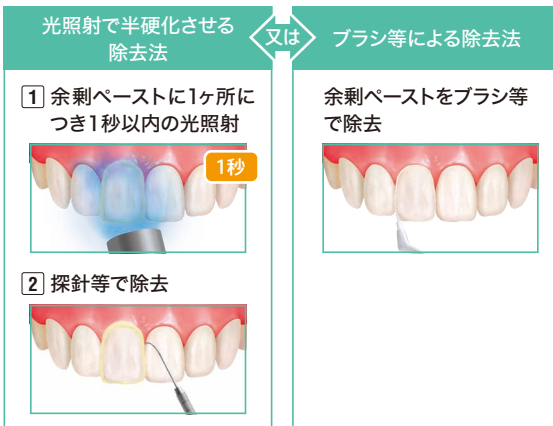 光照射で半硬化させる
除去法
又は
ブラシ等による除去法
1 余剰ペーストに1ヶ所に
つき1秒以内の光照射
1秒
2 探針等で除去
余剰ペーストをブラシ等
で除去